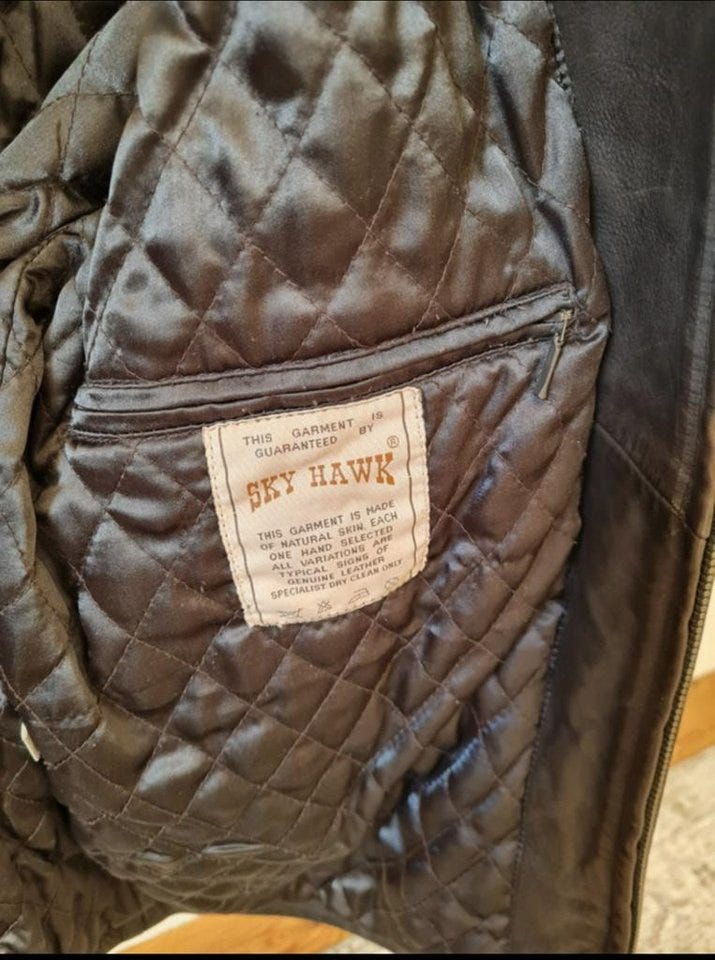 THIS GARMENT IS
GUARANTEED BY
SKY HAWK ®
THIS GARMENT IS MADE
OF NATURAL SKIN, EACH
ONE HAND SELECTED
ALL VARIATIONS ARE
TYPICAL SIGNS OF
GENUINE LEATHER
SPECIALIST DRY CLEAN ONLY